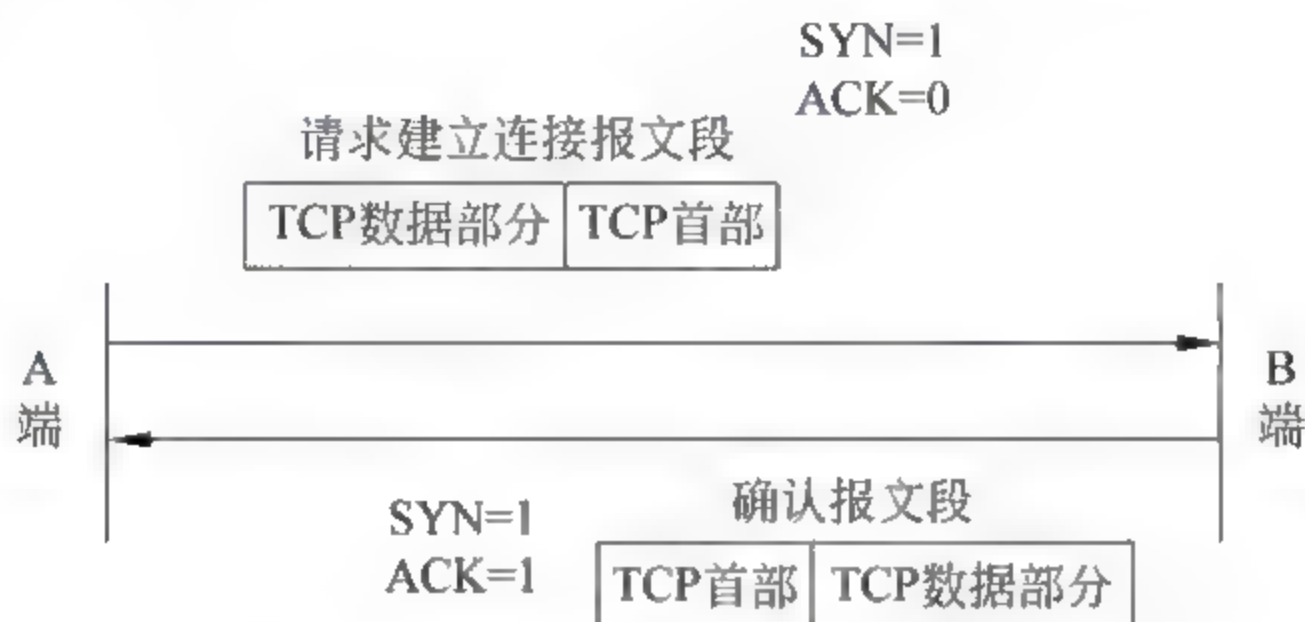 SYN=1
ACK=0
请求建立连接报文段
TCP数据部分 TCP首部
A
端
B
端
SYN=1
ACK=1
确认报文段
TCP首部 TCP数据部分